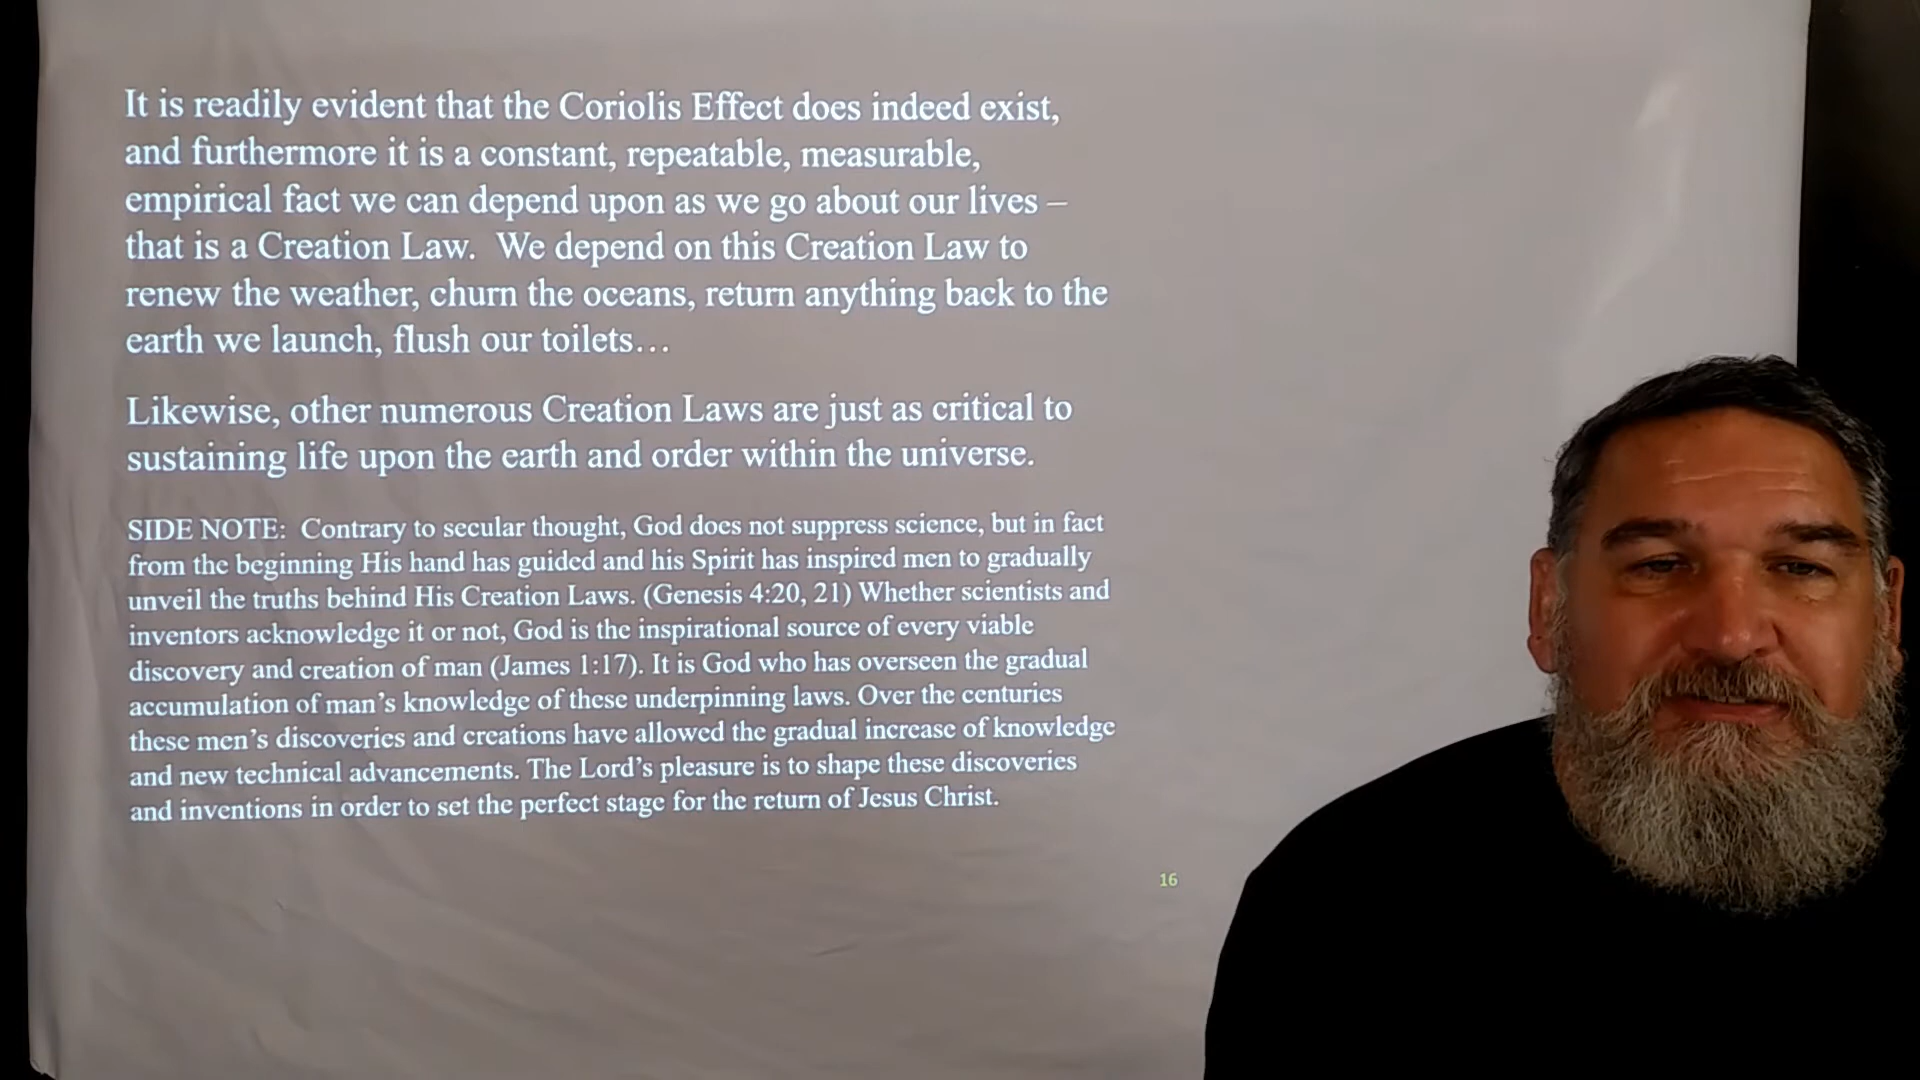 It is readily evident that the Coriolis Effect does indeed exist,
and furthermore it is a constant, repeatable, measurable,
empirical fact we can depend upon as we go about our lives –
that is a Creation Law.  We depend on this Creation Law to
renew the weather, churn the oceans, return anything back to the
earth we launch, flush our toilets…
Likewise, other numerous Creation Laws are just as critical to
sustaining life upon the earth and order within the universe.
SIDE NOTE:  Contrary to secular thought, God does not suppress science, but in fact
from the beginning His hand has guided and his Spirit has inspired men to gradually
unveil the truths behind His Creation Laws. (Genesis 4:20, 21) Whether scientists and
inventors acknowledge it or not, God is the inspirational source of every viable
discovery and creation of man (James 1:17). It is God who has overseen the gradual
accumulation of man’s knowledge of these underpinning laws. Over the centuries
these men’s discoveries and creations have allowed the gradual increase of knowledge
and new technical advancements. The Lord’s pleasure is to shape these discoveries
and inventions in order to set the perfect stage for the return of Jesus Christ.
16